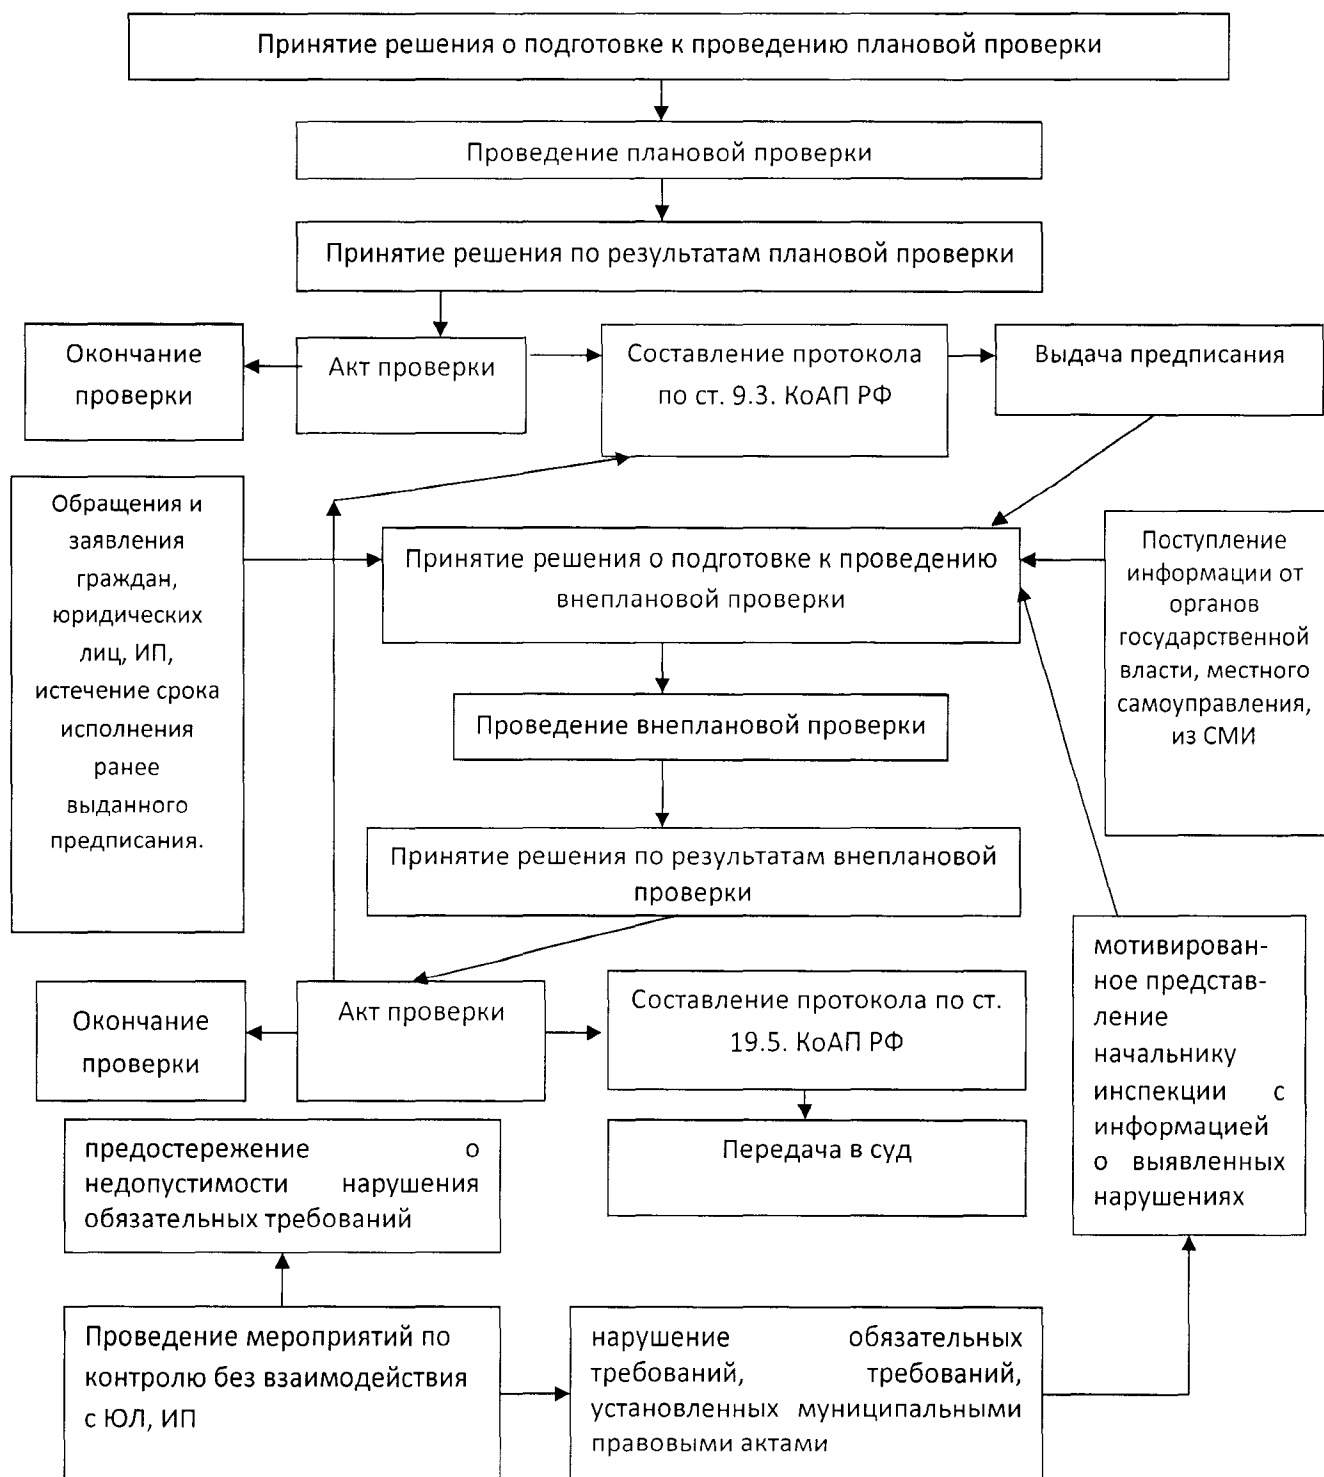 Принятие решения о подготовке к проведению плановой проверки
Проведение плановой проверки
Принятие решения по результатам плановой проверки
Окончание
проверки
Акт проверки
Составление протокола
по ст. 9.3. КоАП РФ
Выдача предписания
Обращения и
заявления
граждан,
юридических
лиц, ИП,
истечение срока
исполнения
ранее
выданного
предписания.
Принятие решения о подготовке к проведению
внеплановой проверки
Поступление
информации от
органов
государственной
власти, местного
самоуправления,
из СМИ
Проведение внеплановой проверки
Принятие решения по результатам внеплановой
проверки
Окончание
проверки
Акт проверки
Составление протокола по ст.
19.5. КоАП РФ
мотивирован-
ное представ-
ление
начальнику
инспекции с
информацией
о выявленных
нарушениях
предостережение о
недопустимости нарушения
обязательных требований
Передача в суд
Проведение мероприятий по
контролю без взаимодействия
с ЮЛ, ИП
нарушение обязательных
требований, требований,
установленных муниципальными
правовыми актами